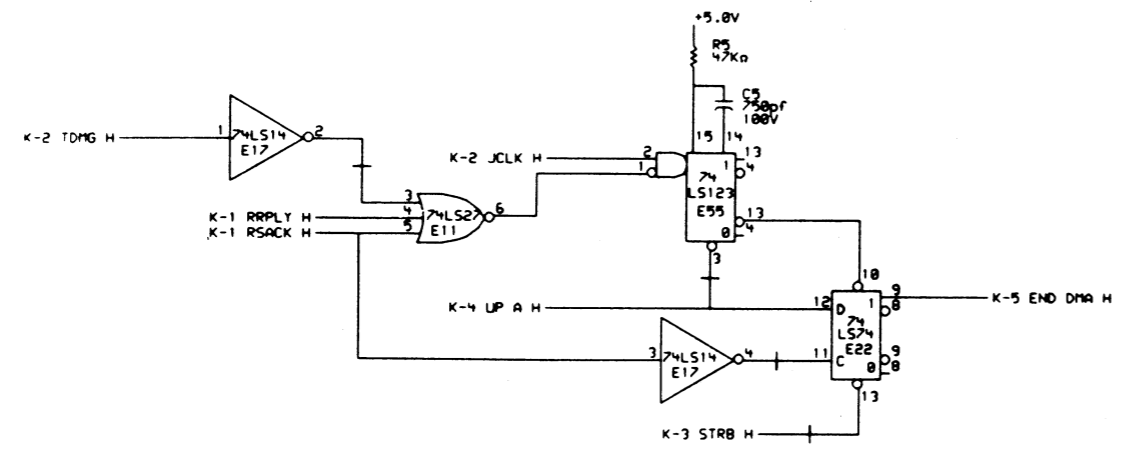 +5.0V
R5
47KΩ
C5
750pf
100V
K-2 TDMG H
1
74LS14
E17
2
15
14
K-2 JCLK H
2
1
74
LS123
E55
1
13
4
13
0
4
3
3
4
5
K-1 RRPLY H
K-1 RSACK H
74LS27
E11
6
10
K-4 UP A H
12
D
74
LS74
E22
1
9
8
K-5 END DMA H
3
74LS14
E17
4
11
C
0
9
8
13
K-3 STRB H